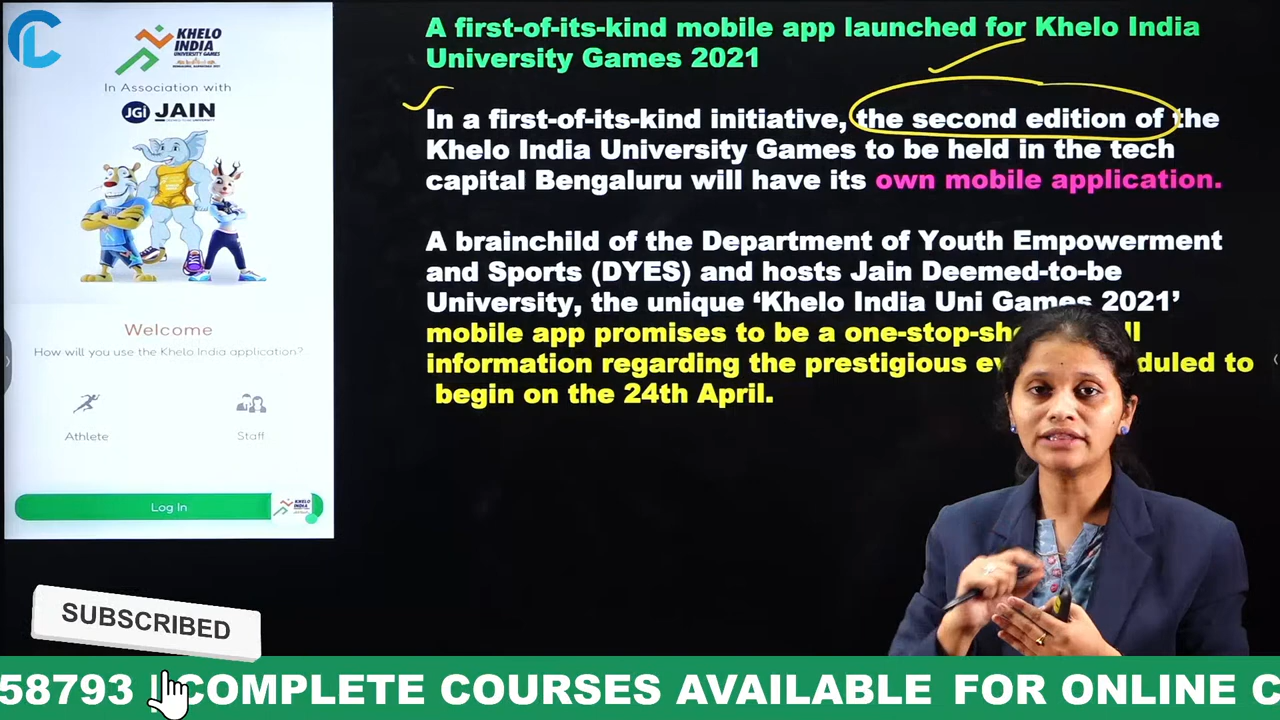 KHELO
INDIA
UNIVERSITY GAMES
In Association with
JGi JAIN
Welcome
How will you use the Khelo India application?..
Athlete
Staff
Log In
KHELO
INDIA
A first-of-its-kind mobile app launched for Khelo India
University Games 2021
In a first-of-its-kind initiative, the second edition of the
Khelo India University Games to be held in the tech
capital Bengaluru will have its own mobile application.
A brainchild of the Department of Youth Empowerment
and Sports (DYES) and hosts Jain Deemed-to-be
University, the unique ‘Khelo India Uni Games 2021’
mobile app promises to be a one-stop-sh
information regarding the prestigious ev duled to
begin on the 24th April.
SUBSCRIBED
58793 | COMPLETE COURSES AVAILABLE FOR ONLINE C